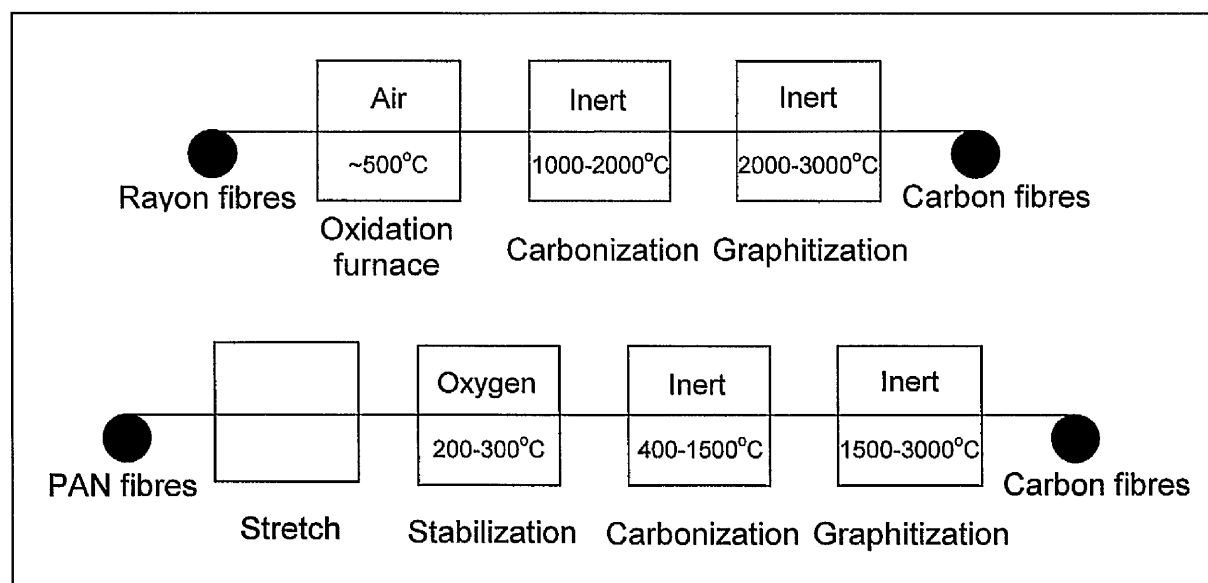 Air
Inert
Inert
~500°C
1000-2000°C
2000-3000°C
Rayon fibres
Carbon fibres
Oxidation
furnace
Carbonization
Graphitization
Oxygen
Inert
Inert
200-300°C
400-1500°C
1500-3000°C
PAN fibres
Carbon fibres
Stretch
Stabilization
Carbonization
Graphitization